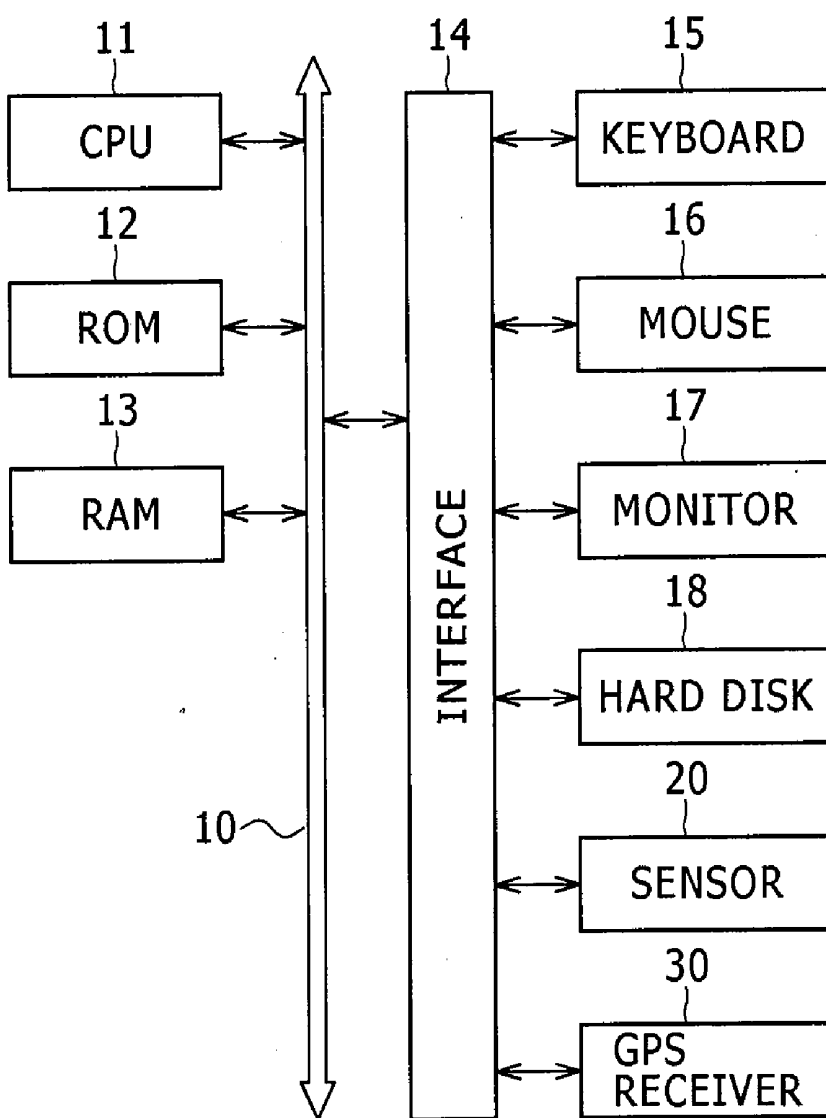 11
CPU
12
ROM
13
RAM
10
14
INTERFACE
15
KEYBOARD
16
MOUSE
17
MONITOR
18
HARD DISK
20
SENSOR
30
GPS
RECEIVER